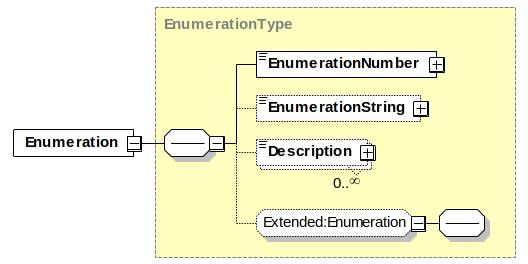 EnumerationType
EnumerationNumber
EnumerationString
Enumeration
Description
0..∞
Extended:Enumeration